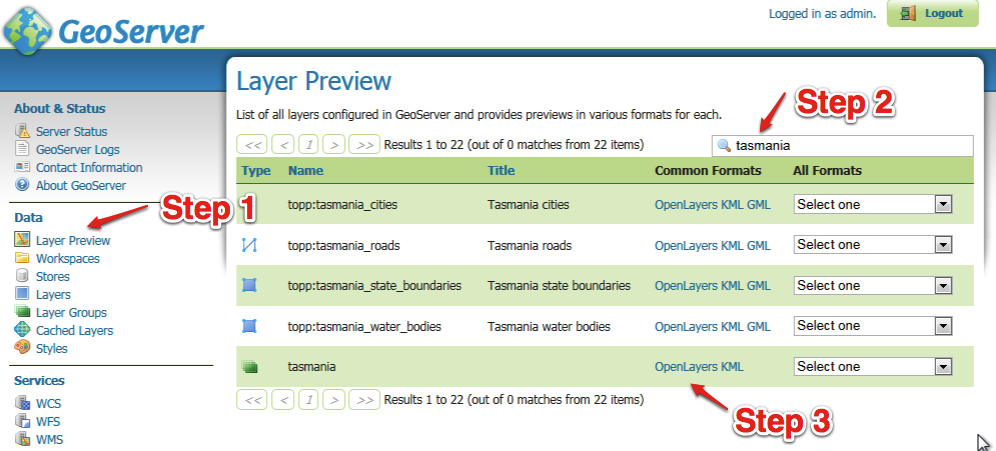 GeoServer
Logged in as admin.
Logout
About & Status
Server Status
GeoServer Logs
Contact Information
About GeoServer
Data
Layer Preview
Workspaces
Stores
Layers
Layer Groups
Cached Layers
Styles
Services
WCS
WFS
WMS
Step 1
Layer Preview
Step 2
List of all layers configured in GeoServer and provides previews in various formats for each.
<< < 1 > >> Results 1 to 22 (out of 0 matches from 22 items)
tasmania
Type Name Title Common Formats All Formats
topp:tasmania_cities Tasmania cities OpenLayers KML GML Select one
topp:tasmania_roads Tasmania roads OpenLayers KML GML Select one
topp:tasmania_state_boundaries Tasmania state boundaries OpenLayers KML GML Select one
topp:tasmania_water_bodies Tasmania water bodies OpenLayers KML GML Select one
tasmania OpenLayers KML Select one
<< < 1 > >> Results 1 to 22 (out of 0 matches from 22 items)
Step 3